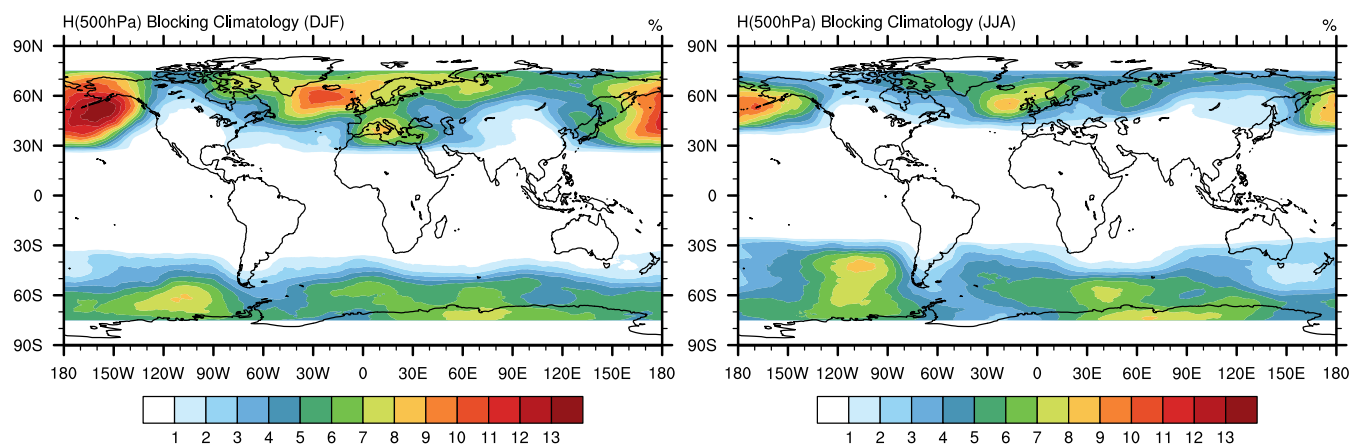 H(500hPa) Blocking Climatology (DJF) %
90N
60N
30N
0
30S
60S
90S
180 150W 120W 90W 60W 30W 0 30E 60E 90E 120E 150E 180
1 2 3 4 5 6 7 8 9 10 11 12 13
H(500hPa) Blocking Climatology (JJA) %
90N
60N
30N
0
30S
60S
90S
180 150W 120W 90W 60W 30W 0 30E 60E 90E 120E 150E 180
1 2 3 4 5 6 7 8 9 10 11 12 13